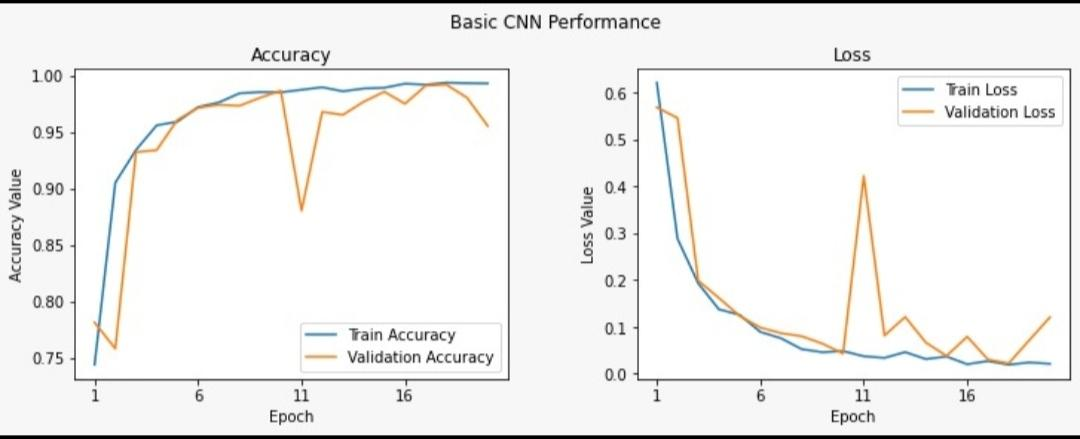 Basic CNN Performance
Accuracy
Accuracy Value
1.00
0.95
0.90
0.85
0.80
0.75
Train Accuracy
Validation Accuracy
1 6 11 16
Epoch
Loss
Loss Value
0.6
0.5
0.4
0.3
0.2
0.1
0.0
Train Loss
Validation Loss
1 6 11 16
Epoch